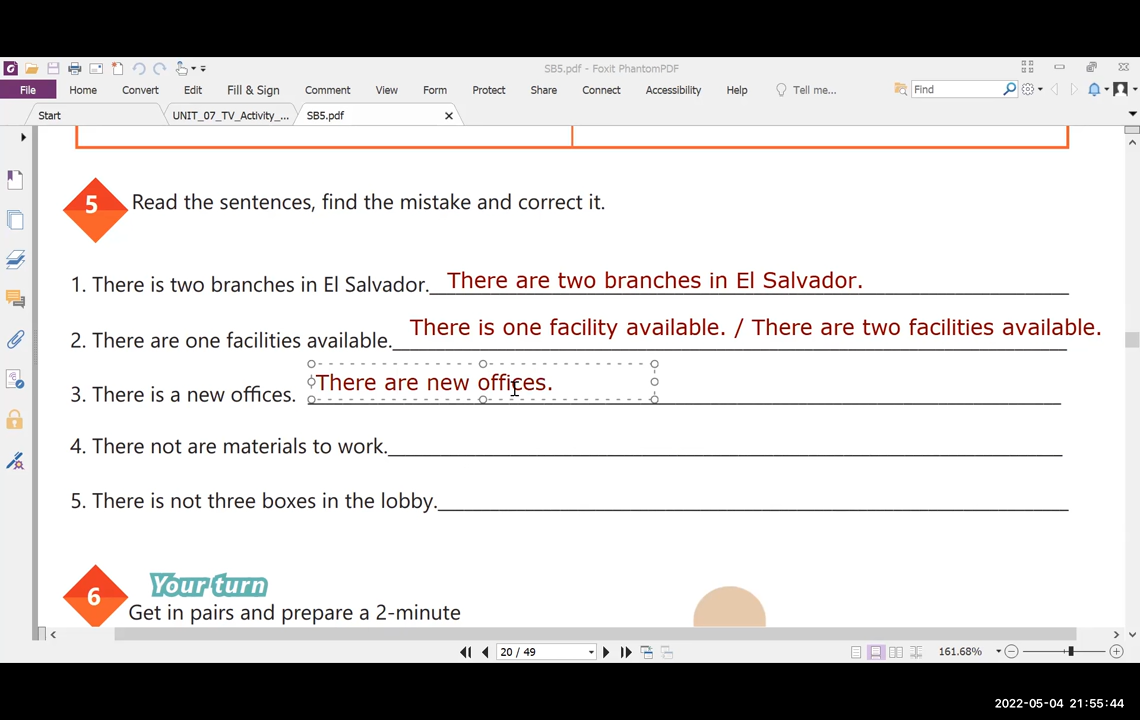 SB5.pdf - Foxit PhantomPDF
File Home Convert Edit Fill & Sign Comment View Form Protect Share Connect Accessibility Help Tell me... Find
Start UNIT_07_TV_Activity_... SB5.pdf
5 Read the sentences, find the mistake and correct it.
1. There is two branches in El Salvador. There are two branches in El Salvador.
2. There are one facilities available. There is one facility available. / There are two facilities available.
3. There is a new offices. There are new offices.
4. There not are materials to work.
5. There is not three boxes in the lobby.
6 Your turn
Get in pairs and prepare a 2-minute
20 / 49 161.68%
2022-05-04 21:55:44